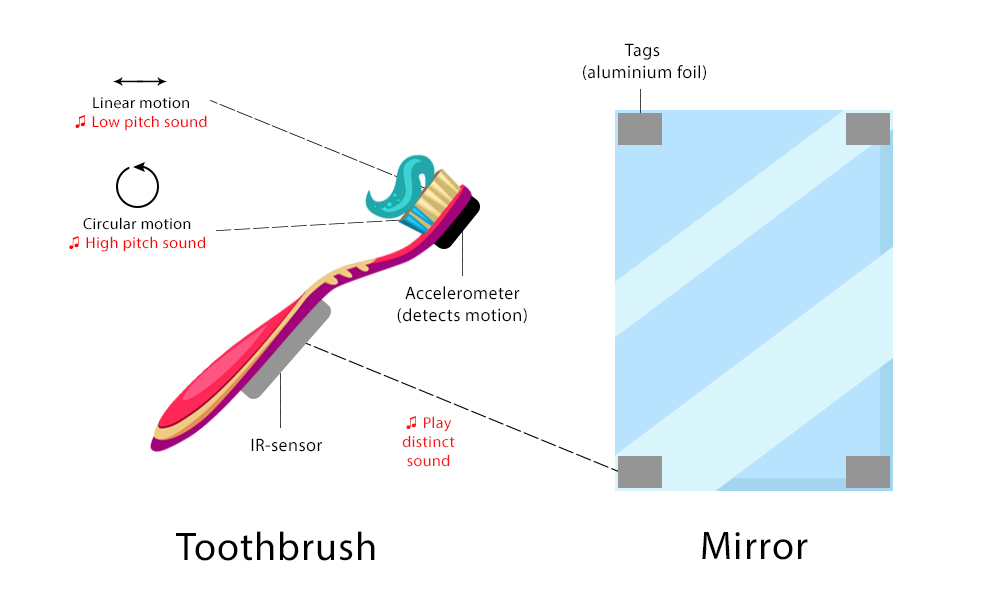 Tags
(aluminium foil)
Linear motion
♫ Low pitch sound
Circular motion
♫ High pitch sound
Accelerometer
(detects motion)
♫ Play
distinct
sound
IR-sensor
Toothbrush
Mirror